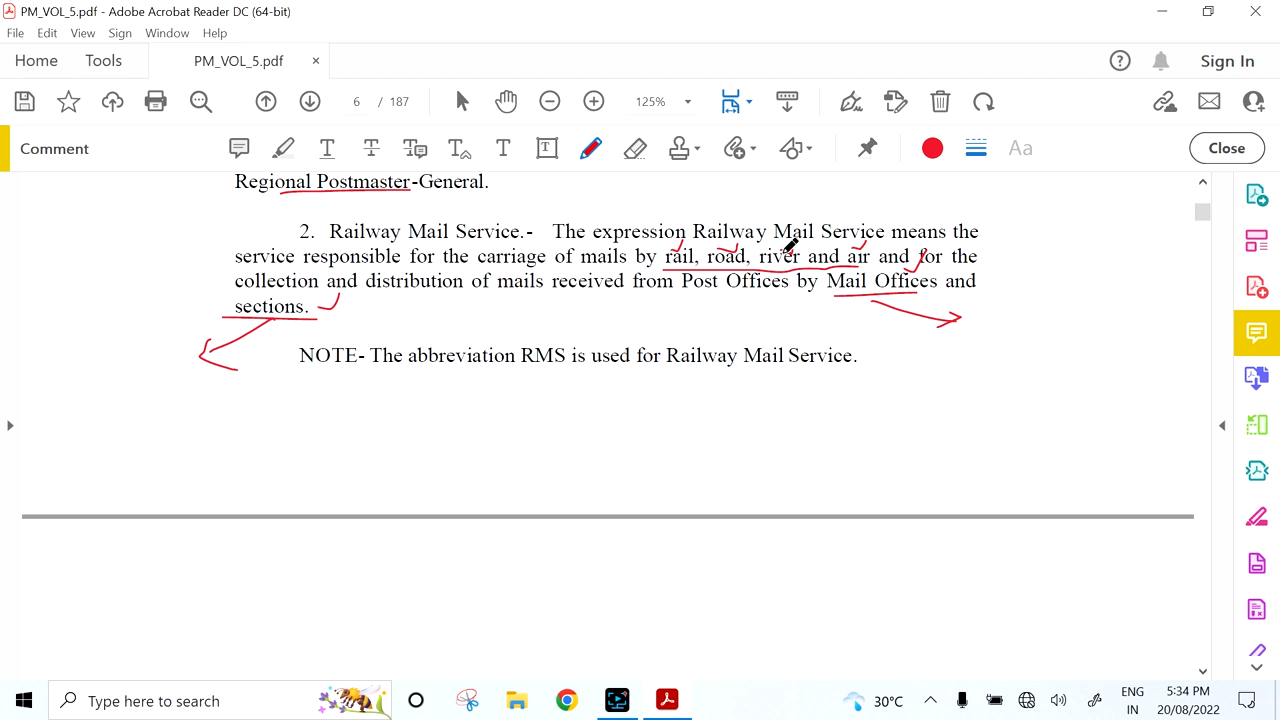 PM_VOL_5.pdf - Adobe Acrobat Reader DC (64-bit)
File Edit View Sign Window Help
Home Tools PM_VOL_5.pdf × Sign In
6 / 187 125%
Comment Aa Close
Regional Postmaster-General.
2. Railway Mail Service.- The expression Railway Mail Service means the
service responsible for the carriage of mails by rail, road, river and air and for the
collection and distribution of mails received from Post Offices by Mail Offices and
sections.
NOTE- The abbreviation RMS is used for Railway Mail Service.
Type here to search 30°C ENG IN 5:34 PM 20/08/2022